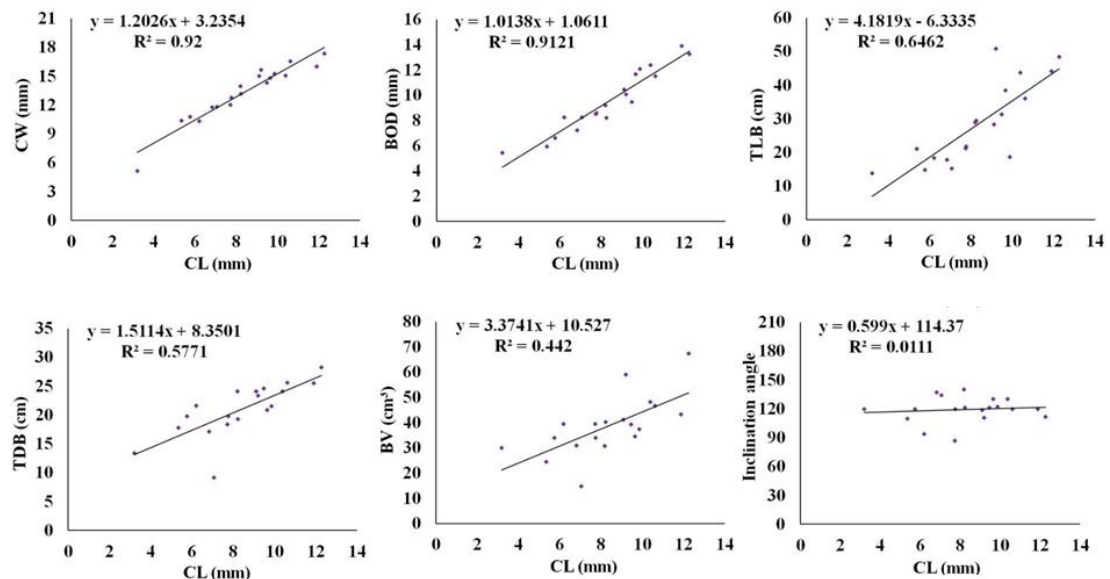 y = 1.2026x + 3.2354
R² = 0.92
21
18
15
12
9
6
3
0
CW (mm)
0 2 4 6 8 10 12 14
CL (mm)
y = 1.0138x + 1.0611
R² = 0.9121
16
14
12
10
8
6
4
2
0
BOD (mm)
0 2 4 6 8 10 12 14
CL (mm)
y = 4.1819x - 6.3335
R² = 0.6462
60
50
40
30
20
10
0
TLB (cm)
0 2 4 6 8 10 12 14
CL (mm)
y = 1.5114x + 8.3501
R² = 0.5771
35
30
25
20
15
10
5
0
TDB (cm)
0 2 4 6 8 10 12 14
CL (mm)
y = 3.3741x + 10.527
R² = 0.442
80
70
60
50
40
30
20
10
0
BV (cm³)
0 2 4 6 8 10 12 14
CL (mm)
y = 0.599x + 114.37
R² = 0.0111
210
180
150
120
90
60
30
0
Inclination angle
0 2 4 6 8 10 12 14
CL (mm)